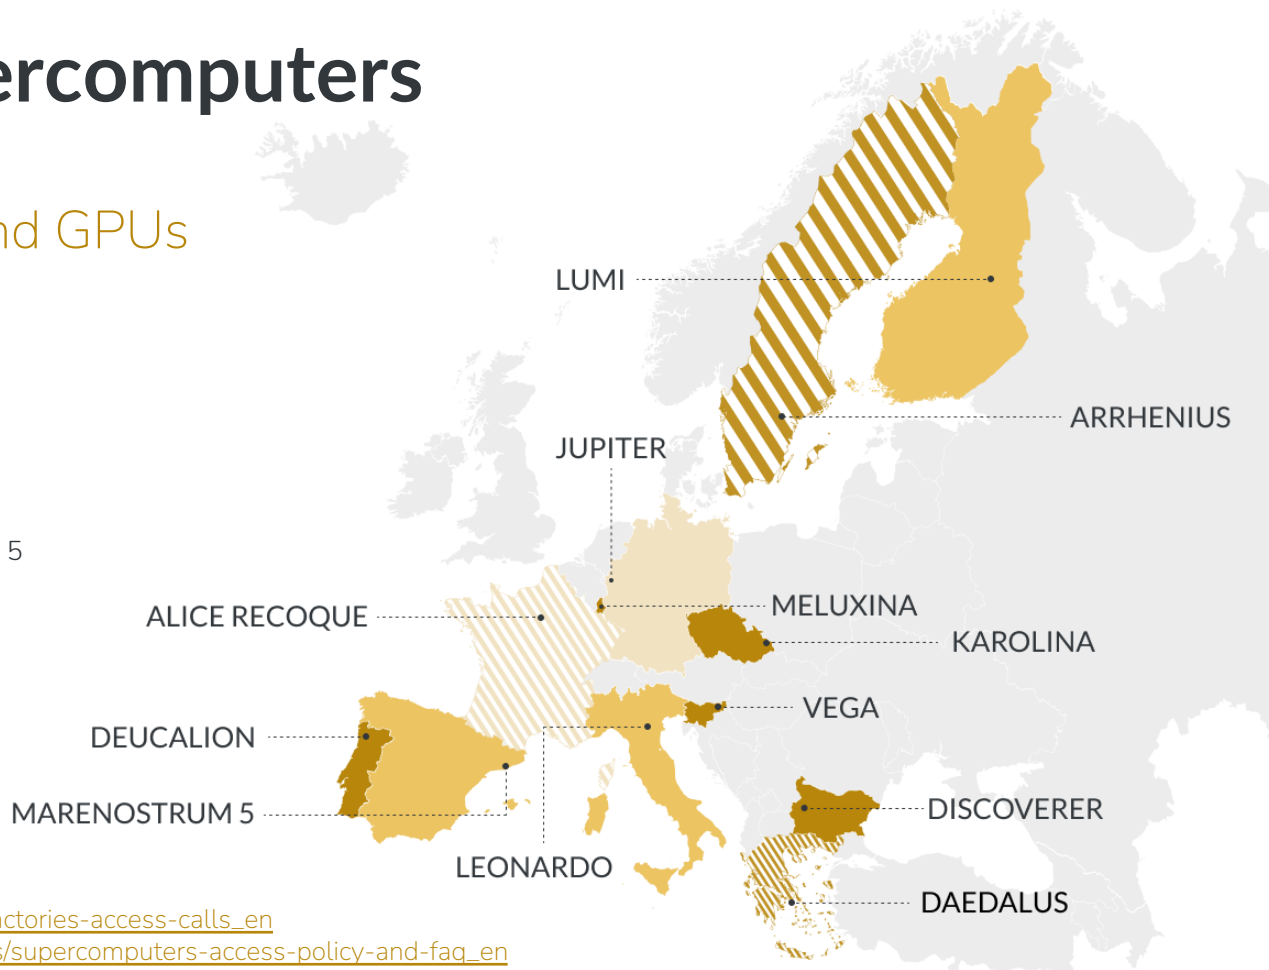 ercomputers
nd GPUs
LUMI
ARRHENIUS
JUPITER
5
ALICE RECOQUE
MELUXINA
KAROLINA
VEGA
DEUCALION
MARENOSTRUM 5
DISCOVERER
LEONARDO
DAEDALUS
actories-access-calls_en
s/supercomputers-access-policy-and-faq_en